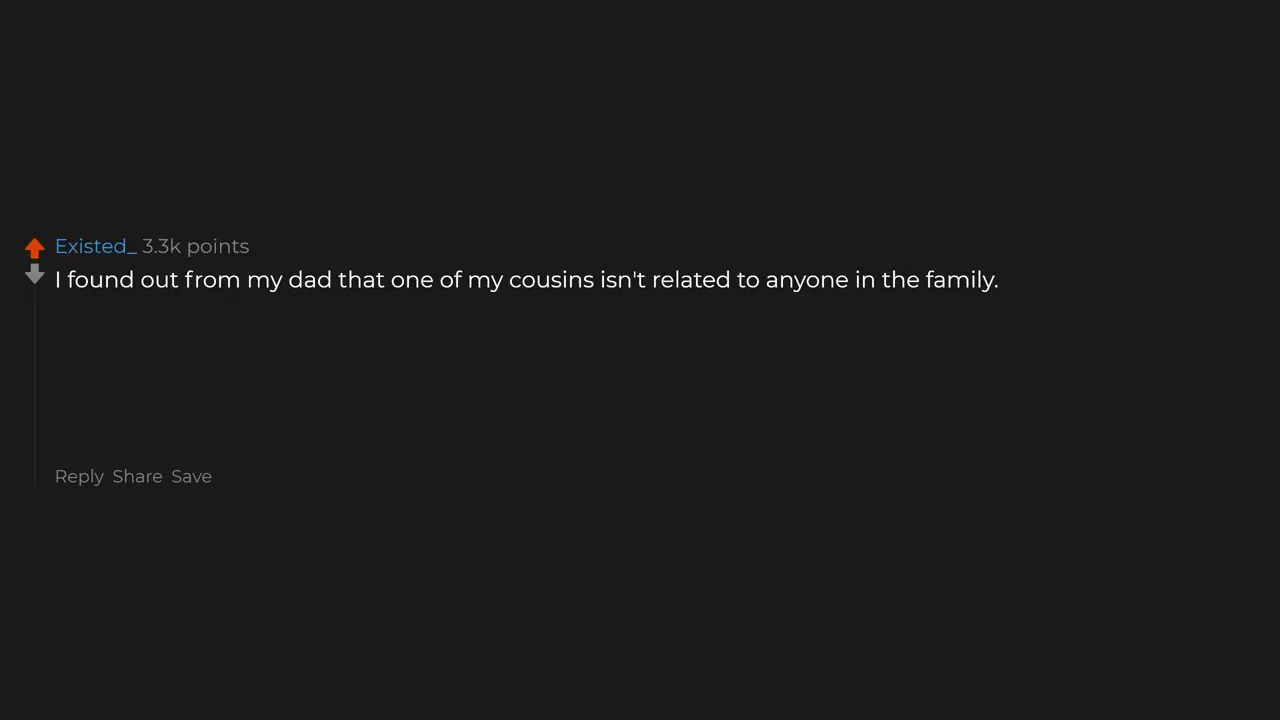 Existed_ 3.3k points
I found out from my dad that one of my cousins isn't related to anyone in the family.
Reply Share Save